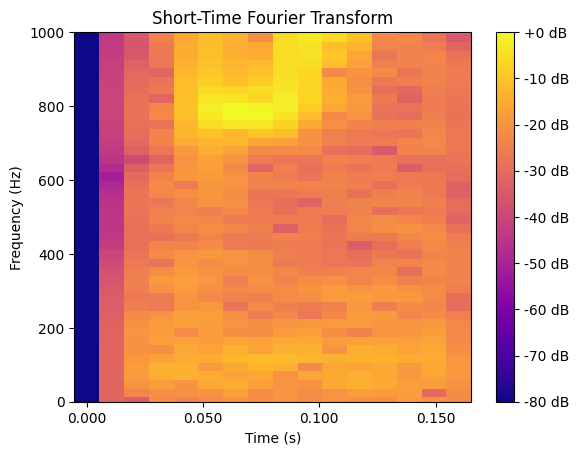 Short-Time Fourier Transform
1000
800
600
400
200
0
Frequency (Hz)
0.000
0.050
0.100
0.150
Time (s)
+0 dB
-10 dB
-20 dB
-30 dB
-40 dB
-50 dB
-60 dB
-70 dB
-80 dB